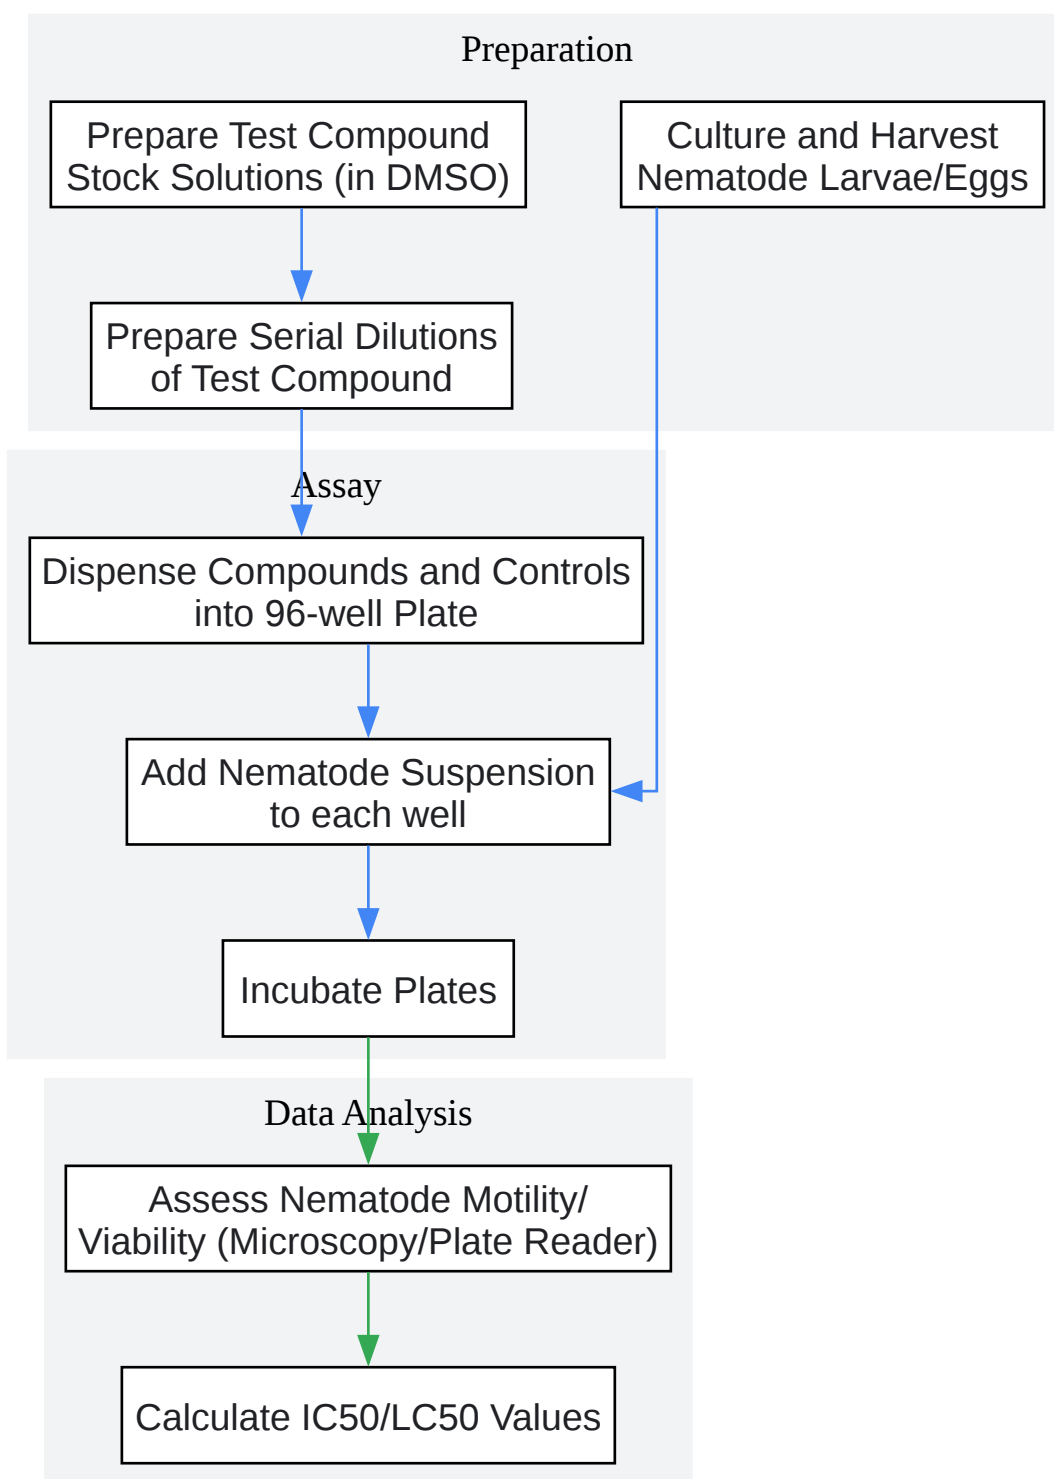 Preparation
Prepare Test Compound
Stock Solutions (in DMSO)
Culture and Harvest
Nematode Larvae/Eggs
Prepare Serial Dilutions
of Test Compound
Assay
Dispense Compounds and Controls
into 96-well Plate
Add Nematode Suspension
to each well
Incubate Plates
Data Analysis
Assess Nematode Motility/
Viability (Microscopy/Plate Reader)
Calculate IC50/LC50 Values